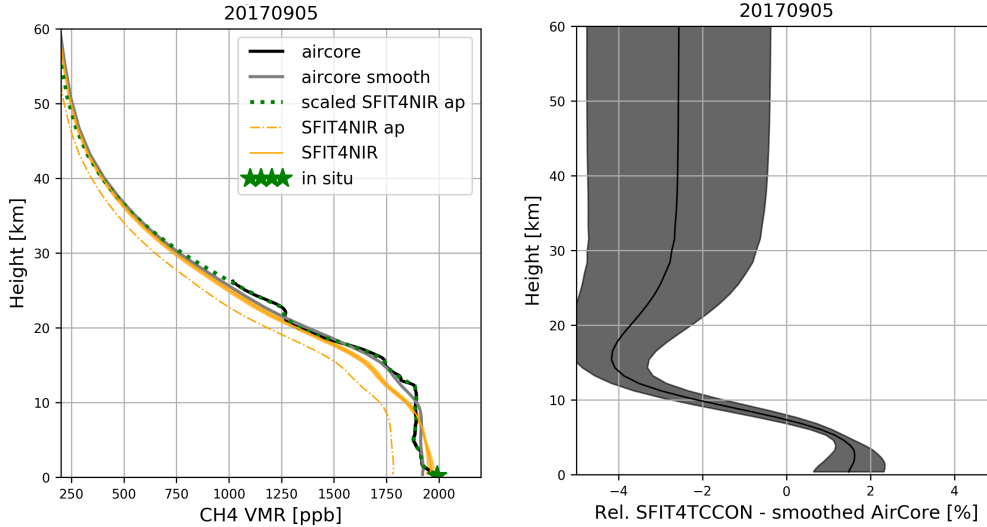 20170905
60
50
40
30
20
10
0
Height [km]
aircore
aircore smooth
scaled SFIT4NIR ap
SFIT4NIR ap
SFIT4NIR
in situ
250 500 750 1000 1250 1500 1750 2000
CH4 VMR [ppb]
20170905
60
50
40
30
20
10
0
Height [km]
−4 −2 0 2 4
Rel. SFIT4TCCON - smoothed AirCore [%]